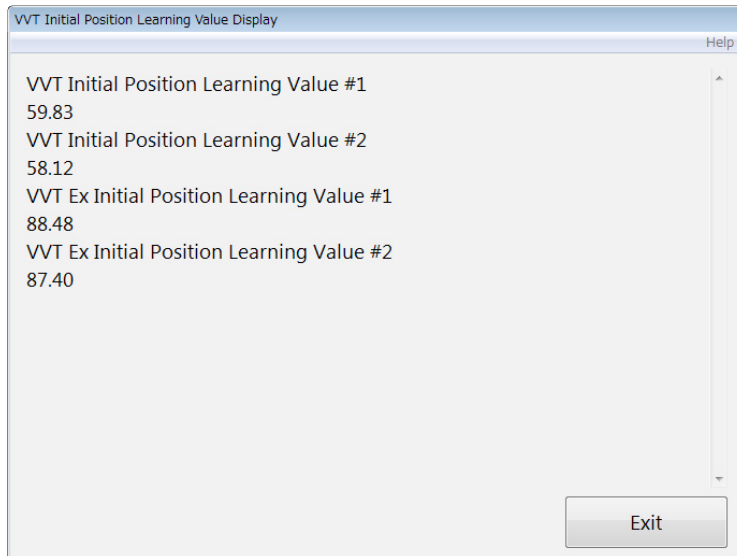 VVT Initial Position Learning Value Display
Help
VVT Initial Position Learning Value #1
59.83
VVT Initial Position Learning Value #2
58.12
VVT Ex Initial Position Learning Value #1
88.48
VVT Ex Initial Position Learning Value #2
87.40
Exit